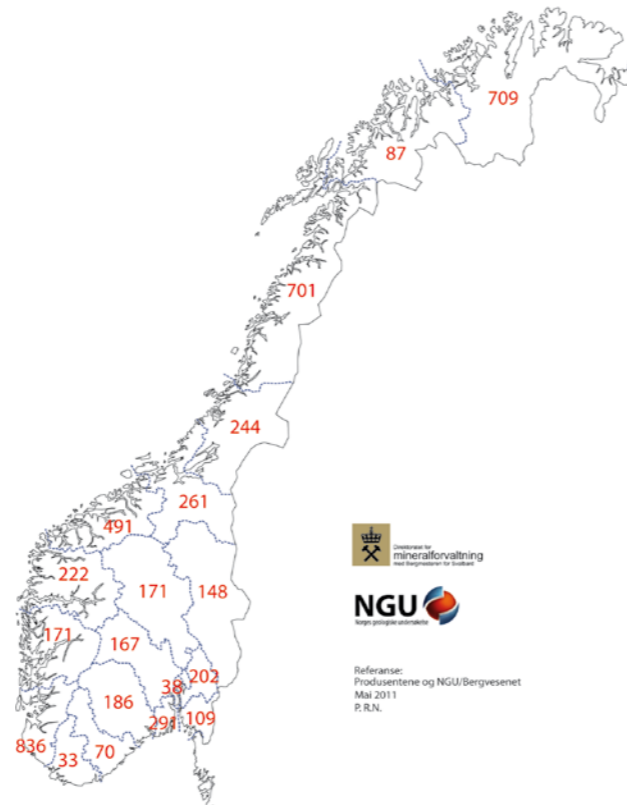 709
87
701
244
261
491
222
171
148
171
167
202
38
186
109
291
836
70
33
Direktoratet for
mineralforvaltning
med Bergmesteren for Svalbard
NGU
Norges geologiske undersøkelse
Referanse:
Produsentene og NGU/Bergvesenet
Mai 2011
P. R.N.